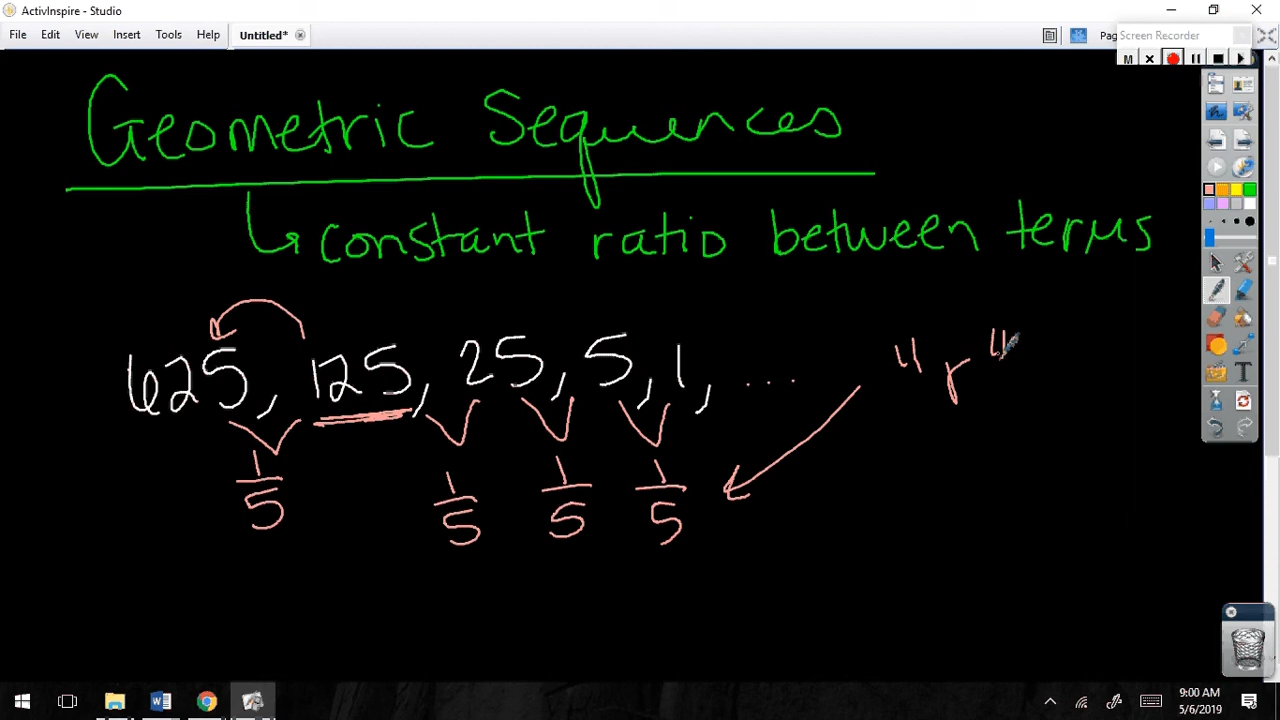 ActivInspire - Studio
File Edit View Insert Tools Help Untitled* Pag Screen Recorder
M
Geometric Sequences
constant ratio between terms
625, 125, 25, 5, 1, ... "r"
1/5 1/5 1/5 1/5
T
9:00 AM
5/6/2019